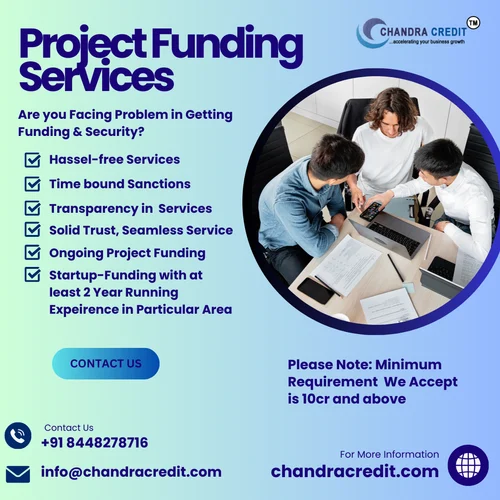 Project Funding
Services
CHANDRA CREDIT TM
...accelerating your business growth
Are you Facing Problem in Getting
Funding & Security?
Hassel-free Services
Time bound Sanctions
Transparency in Services
Solid Trust, Seamless Service
Ongoing Project Funding
Startup-Funding with at
least 2 Year Running
Expeirence in Particular Area
CONTACT US
Please Note: Minimum
Requirement We Accept
is 10cr and above
Contact Us
+91 8448278716
info@chandracredit.com
For More Information
chandracredit.com